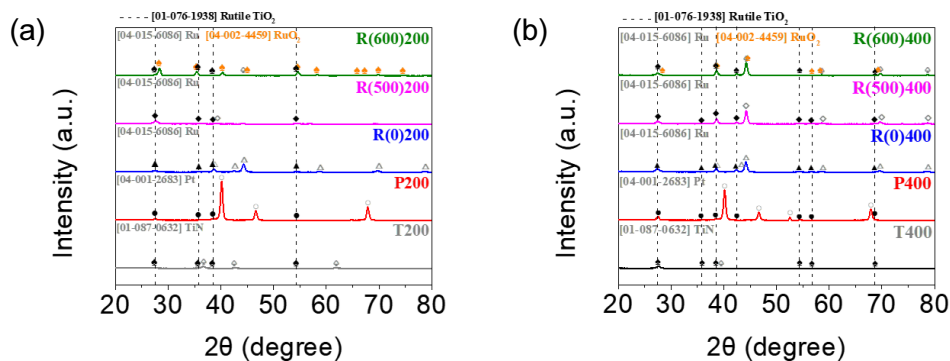 (a)
---- [01-076-1938] Rutile TiO₂
[04-015-6086] Ru [04-002-4459] RuO₂
R(600)200
[04-015-6086] Ru
R(500)200
[04-015-6086] Ru
R(0)200
[04-001-2683] Pt
P200
[01-087-0632] TiN
T200
Intensity (a.u.)
20 30 40 50 60 70 80
2θ (degree)
(b)
---- [01-076-1938] Rutile TiO₂
[04-015-6086] Ru [04-002-4459] RuO₂
R(600)400
[04-015-6086] Ru
R(500)400
[04-015-6086] Ru
R(0)400
[04-001-2683] Pt
P400
[01-087-0632] TiN
T400
Intensity (a.u.)
20 30 40 50 60 70 80
2θ (degree)